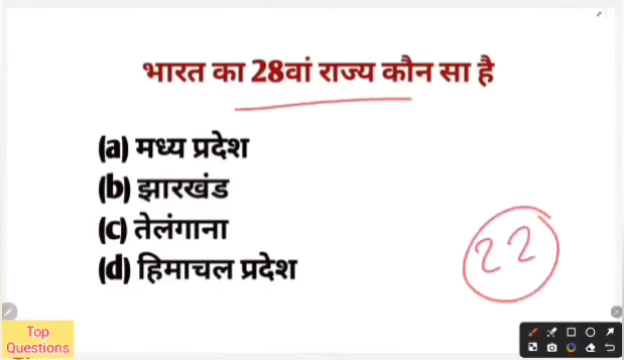 भारत का 28वां राज्य कौन सा है
(a) मध्य प्रदेश
(b) झारखंड
(c) तेलंगाना
(d) हिमाचल प्रदेश
22
Top
Questions